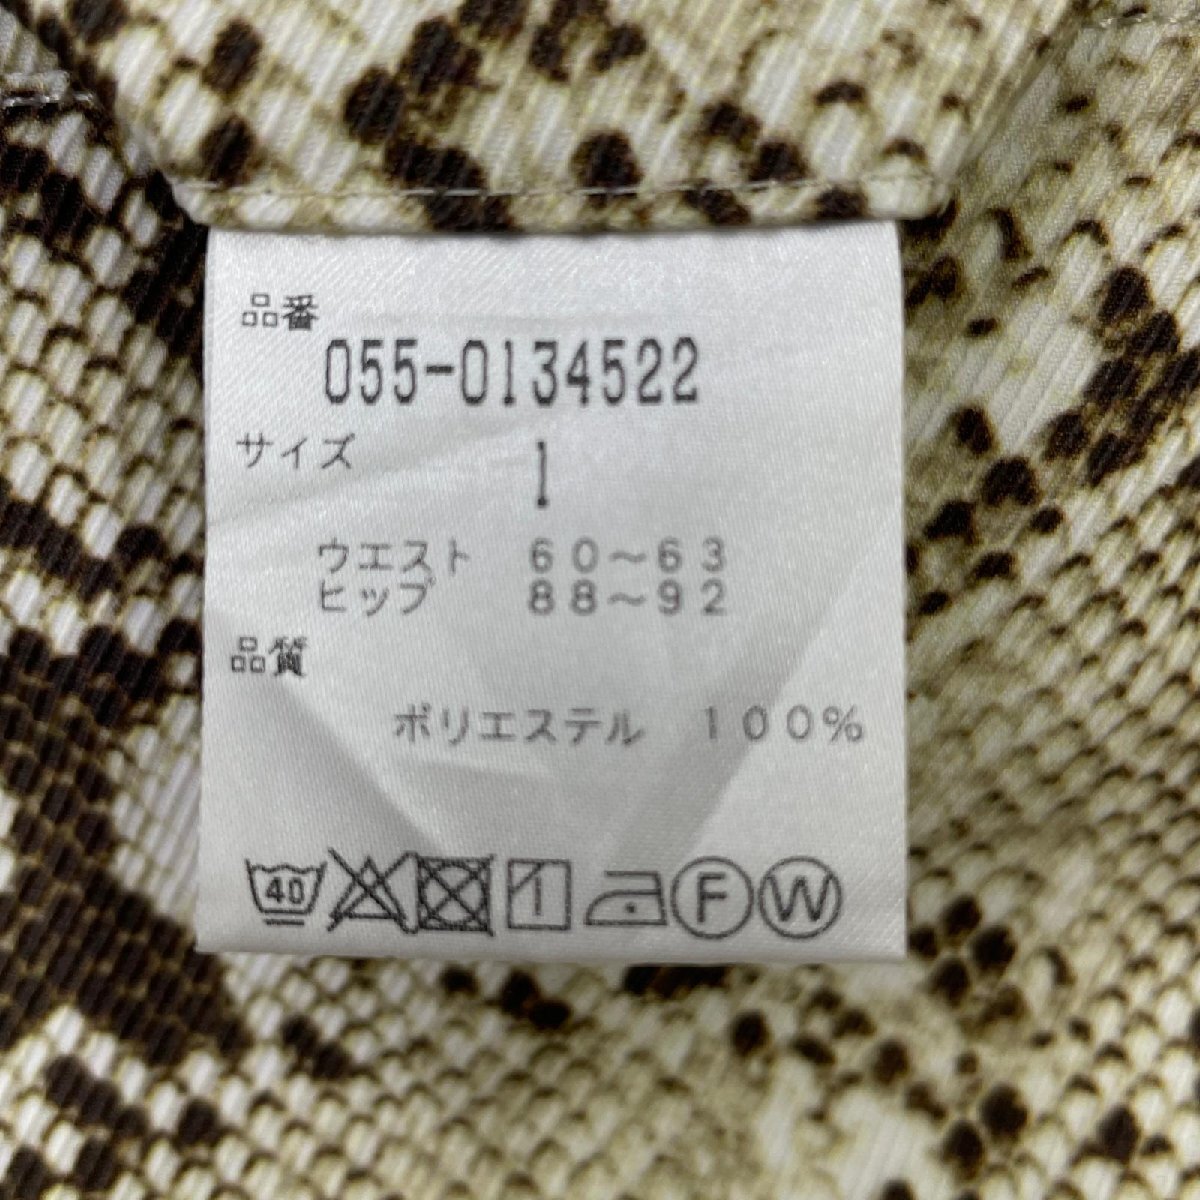 品番
055-0134522
サイズ 1
ウエスト 60〜63
ヒップ 88〜92
品質
ポリエステル 100%
40 F W